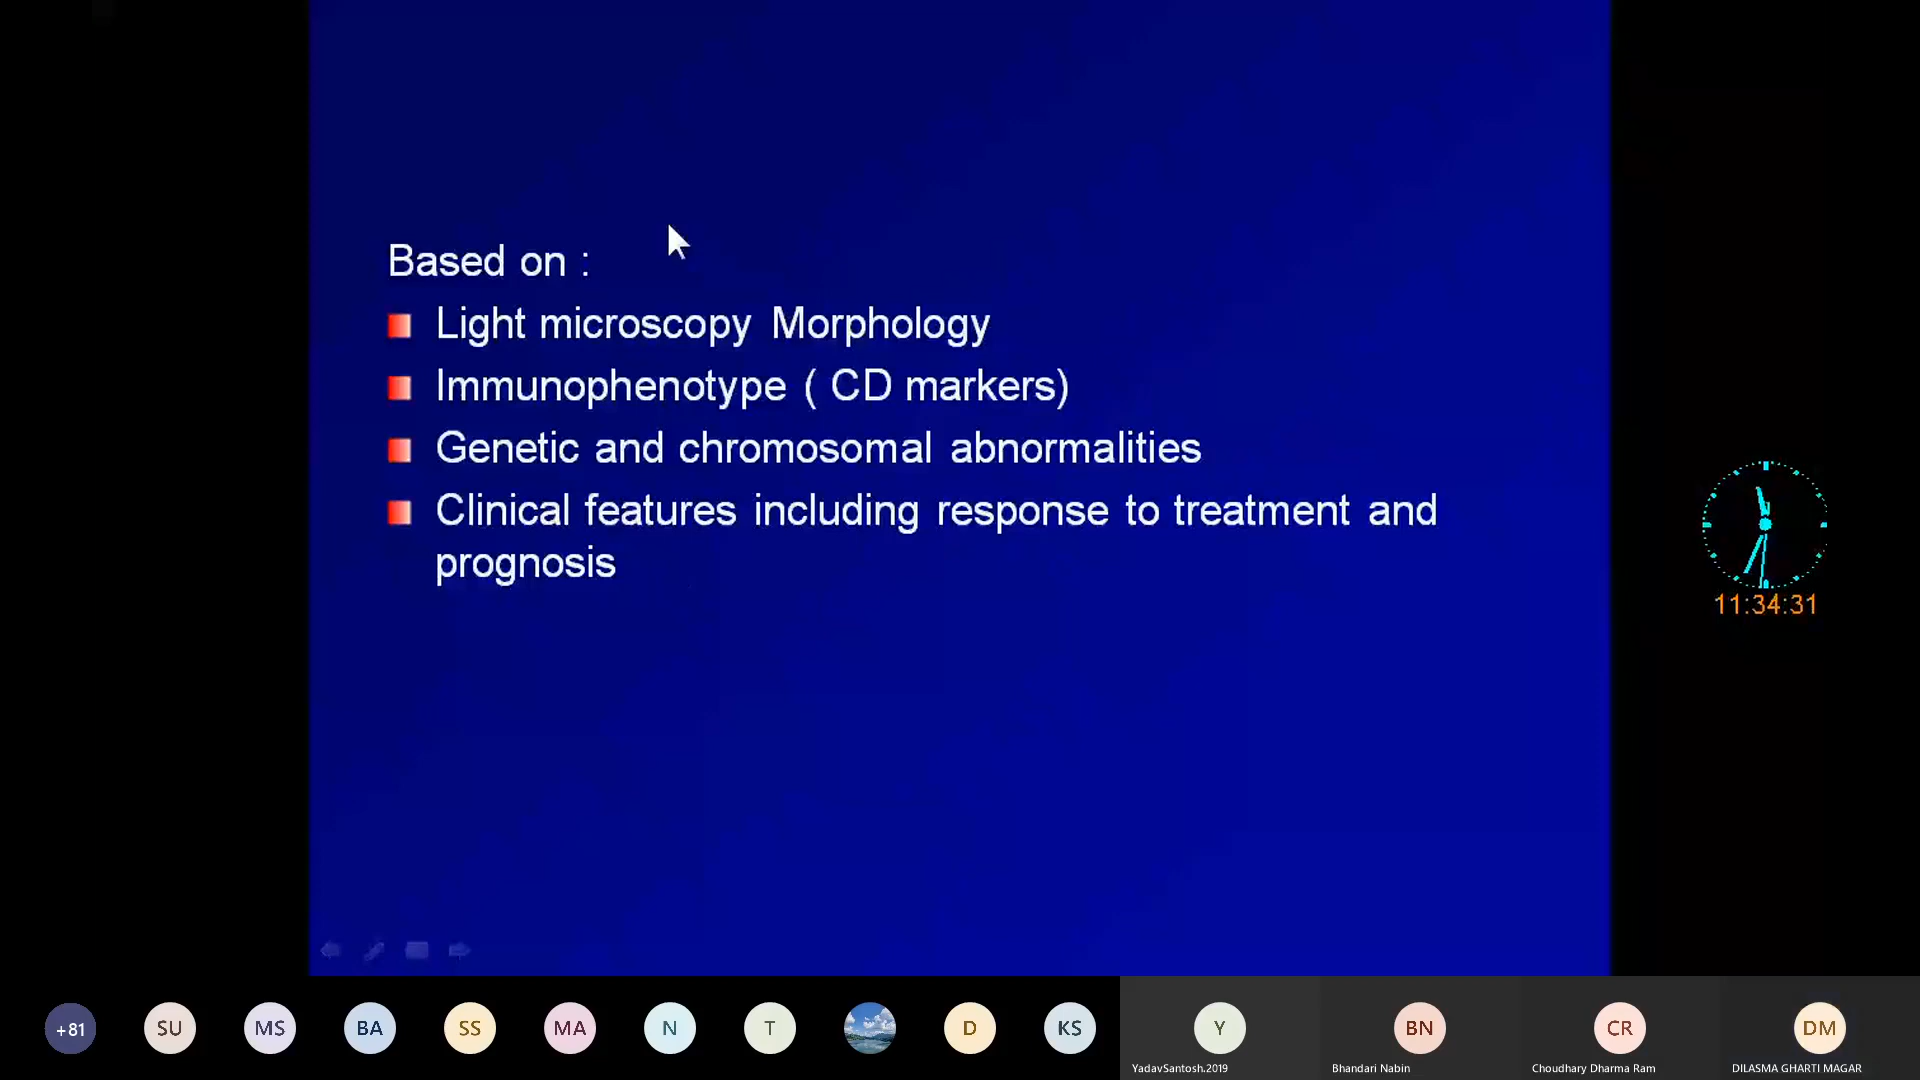 Based on :
Light microscopy Morphology
Immunophenotype ( CD markers)
Genetic and chromosomal abnormalities
Clinical features including response to treatment and
prognosis
11:34:31
+81
SU
MS
BA
SS
MA
N
T
D
KS
Y
BN
CR
DM
YadavSantosh.2019
Bhandari Nabin
Choudhary Dharma Ram
DILASMA GHARTI MAGAR